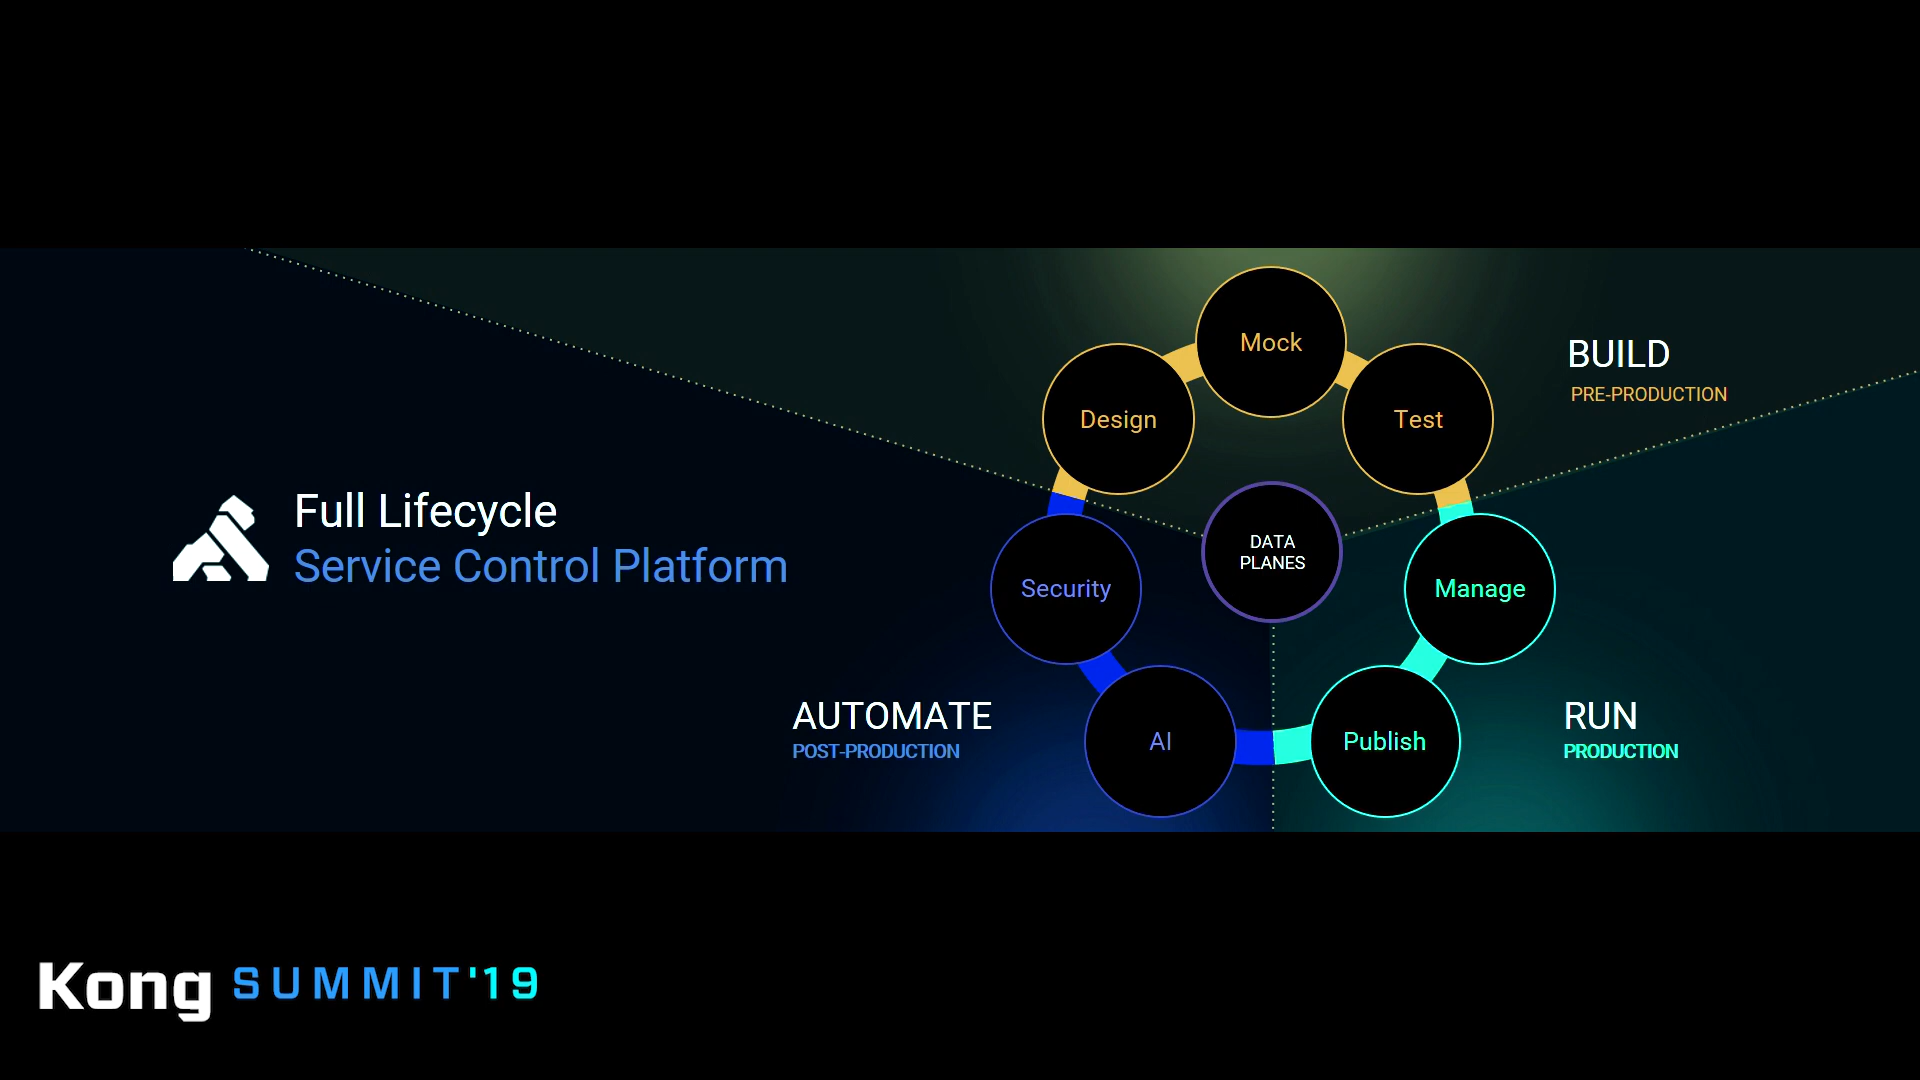 Full Lifecycle
Service Control Platform
Mock
Design
Test
BUILD
PRE-PRODUCTION
DATA
PLANES
Security
Manage
AUTOMATE
POST-PRODUCTION
AI
Publish
RUN
PRODUCTION
Kong SUMMIT'19